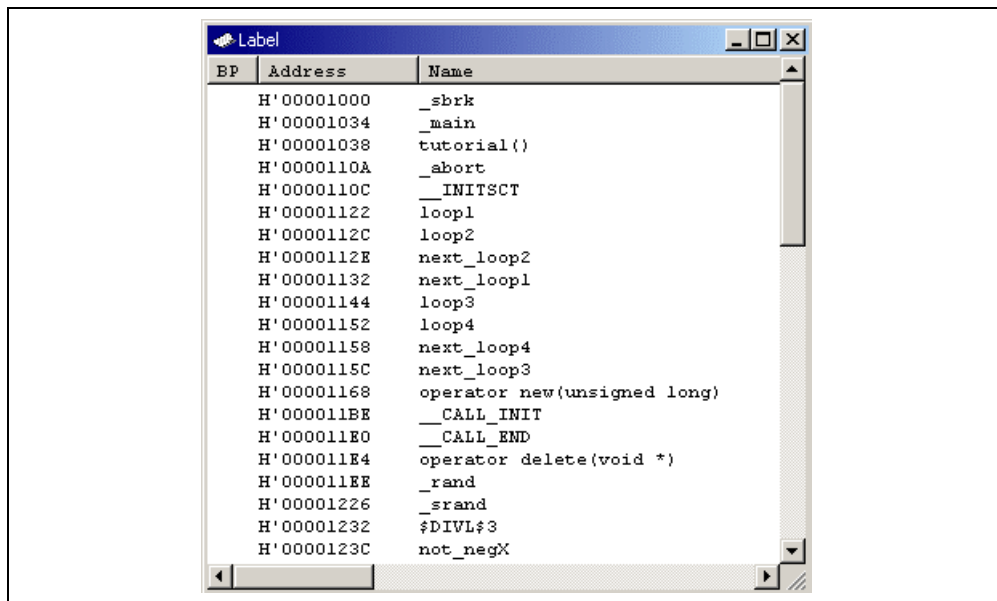 Label
BP Address Name
H'00001000 _sbrk
H'00001034 _main
H'00001038 tutorial()
H'0000110A _abort
H'0000110C __INITSCT
H'00001122 loop1
H'0000112C loop2
H'0000112E next_loop2
H'00001132 next_loop1
H'00001144 loop3
H'00001152 loop4
H'00001158 next_loop4
H'0000115C next_loop3
H'00001168 operator new(unsigned long)
H'000011BE __CALL_INIT
H'000011E0 __CALL_END
H'000011E4 operator delete(void *)
H'000011EE _rand
H'00001226 _srand
H'00001232 $DIVL$3
H'0000123C not_negX